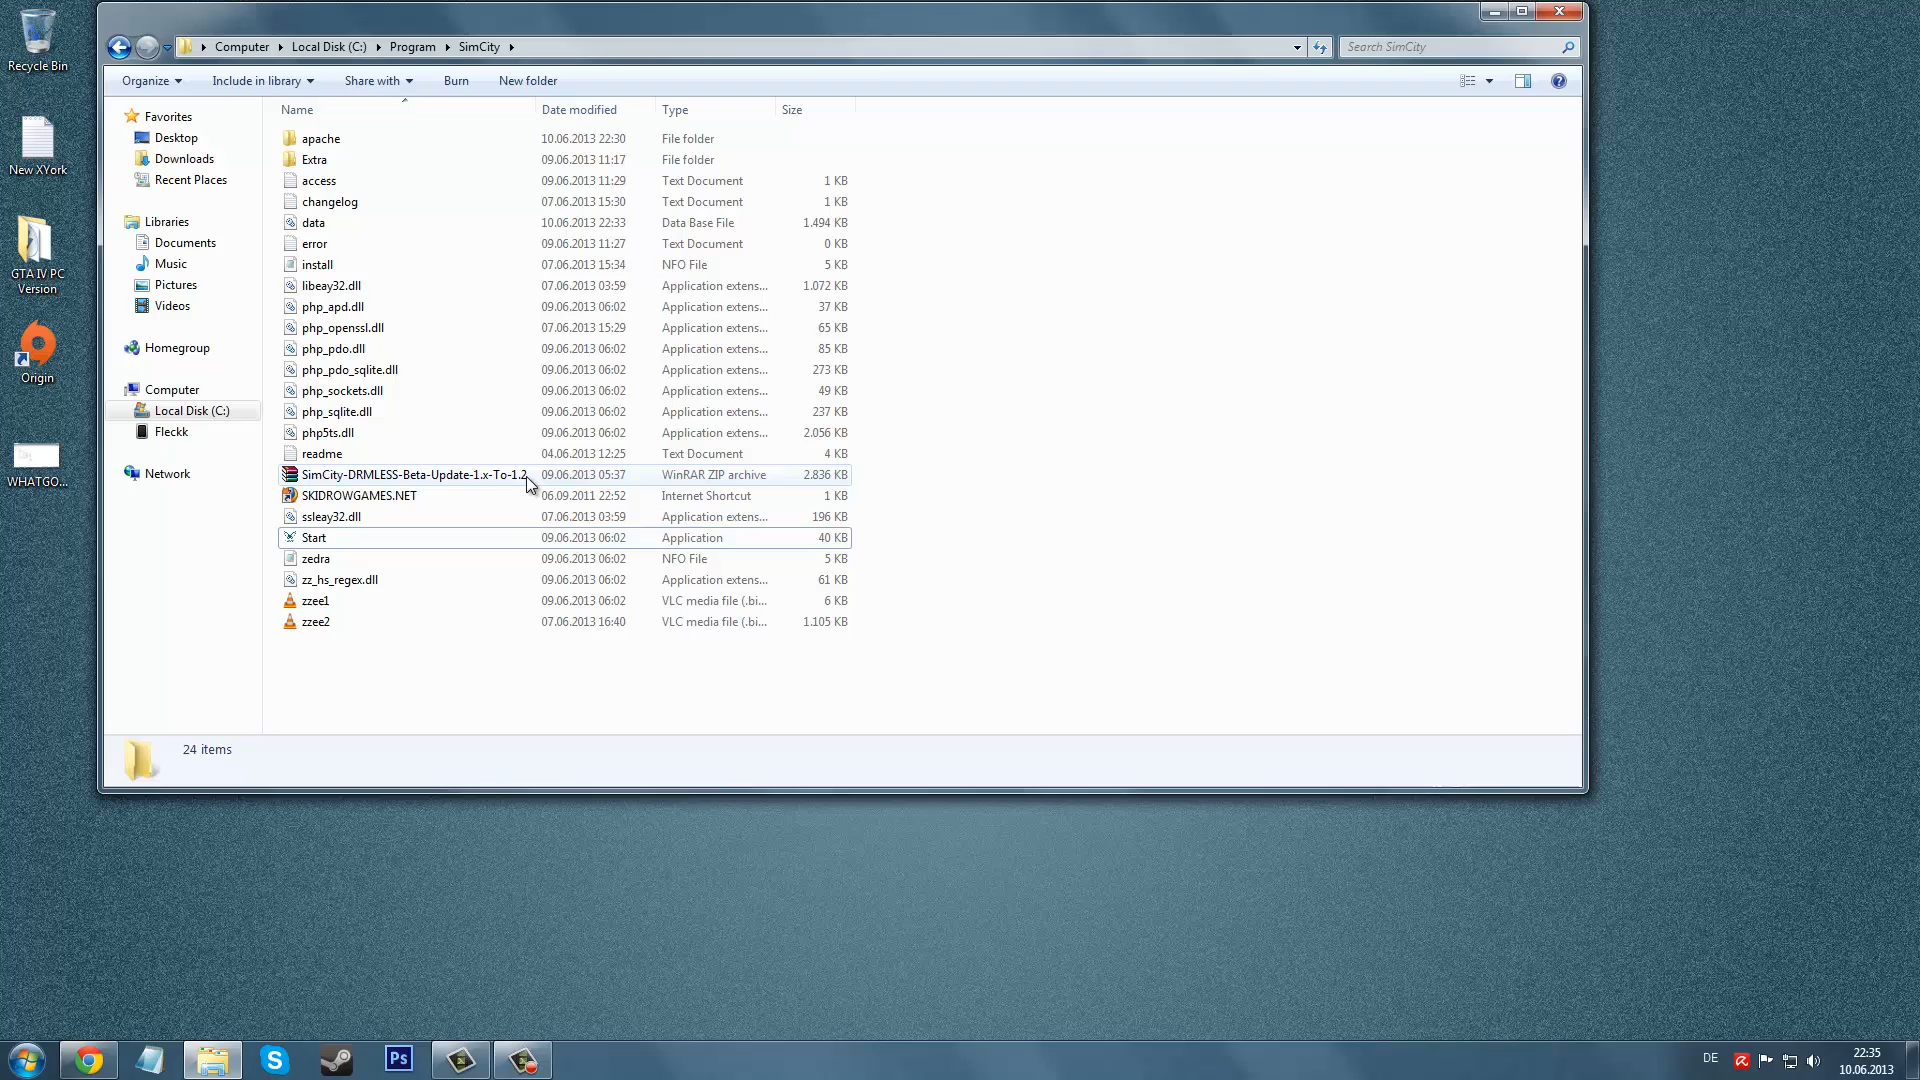 Recycle Bin
New XYork
GTA IV PC
Version
Origin
WHATGO...
Computer
Local Disk (C:)
Program
SimCity
Search SimCity
Organize
Include in library
Share with
Burn
New folder
Favorites
Desktop
Downloads
Recent Places
Libraries
Documents
Music
Pictures
Videos
Homegroup
Computer
Local Disk (C:)
Fleckk
Network
Name Date modified Type Size
apache 10.06.2013 22:30 File folder
Extra 09.06.2013 11:17 File folder
access 09.06.2013 11:29 Text Document 1 KB
changelog 07.06.2013 15:30 Text Document 1 KB
data 10.06.2013 22:33 Data Base File 1.494 KB
error 09.06.2013 11:27 Text Document 0 KB
install 07.06.2013 15:34 NFO File 5 KB
libeay32.dll 07.06.2013 03:59 Application extens... 1.072 KB
php_apd.dll 09.06.2013 06:02 Application extens... 37 KB
php_openssl.dll 07.06.2013 15:29 Application extens... 65 KB
php_pdo.dll 09.06.2013 06:02 Application extens... 85 KB
php_pdo_sqlite.dll 09.06.2013 06:02 Application extens... 273 KB
php_sockets.dll 09.06.2013 06:02 Application extens... 49 KB
php_sqlite.dll 09.06.2013 06:02 Application extens... 237 KB
php5ts.dll 09.06.2013 06:02 Application extens... 2.056 KB
readme 04.06.2013 12:25 Text Document 4 KB
SimCity-DRMLESS-Beta-Update-1.x-To-1.2 09.06.2013 05:37 WinRAR ZIP archive 2.836 KB
SKIDROWGAMES.NET 06.09.2011 22:52 Internet Shortcut 1 KB
ssleay32.dll 07.06.2013 03:59 Application extens... 196 KB
Start 09.06.2013 06:02 Application 40 KB
zedra 09.06.2013 06:02 NFO File 5 KB
zz_hs_regex.dll 09.06.2013 06:02 Application extens... 61 KB
zzee1 09.06.2013 06:02 VLC media file (.bi... 6 KB
zzee2 07.06.2013 16:40 VLC media file (.bi... 1.105 KB
24 items
Ps
DE
22:35
10.06.2013